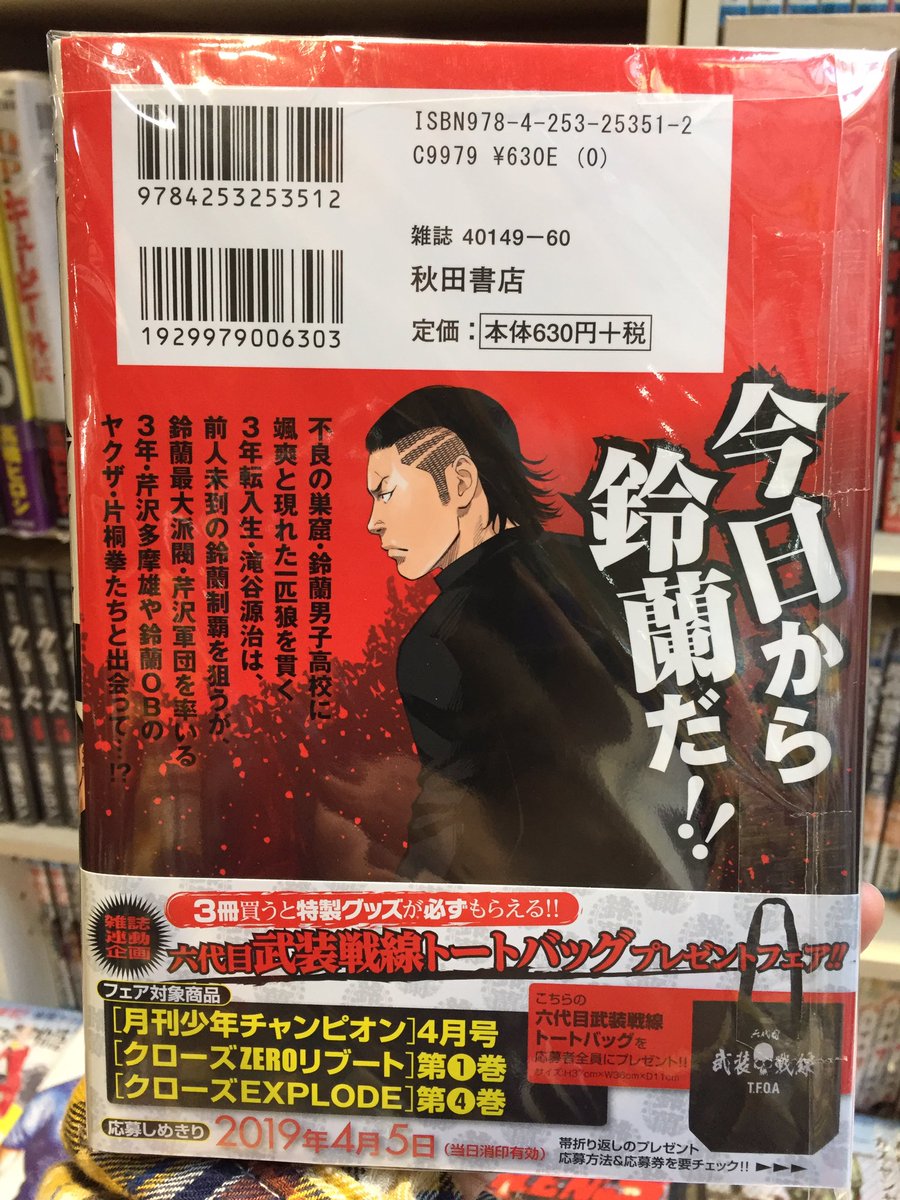 ISBN978-4-253-25351-2
C9979 ¥630E (0)
9784253253512
雑誌 40149-60
秋田書店
1929979006303
定価：本体630円+税
今日から
鈴蘭だ!!
不良の巣窟・鈴蘭男子高校に
颯爽と現れた一匹狼を貫く
3年転入生・滝谷源治は、
前人未到の鈴蘭制覇を狙うが、
鈴蘭最大派閥・芹沢軍団を率いる
3年・芹沢多摩雄や鈴蘭OBの
ヤクザ・片桐拳たちと出会って…!?
雑誌
連動
企画
3冊買うと特製グッズが必ずもらえる!!
六代目武装戦線トートバッグプレゼントフェア!!
フェア対象商品
[月刊少年チャンピオン]4月号
[クローズZEROリブート]第1巻
[クローズEXPLODE]第4巻
こちらの
六代目武装戦線
トートバッグを
応募者全員にプレゼント!!
六代目
武装戦線
T.F.O.A
応募しめきり 2019年4月5日(当日消印有効)
帯折り返しのプレゼント
応募方法&応募券を要チェック!!